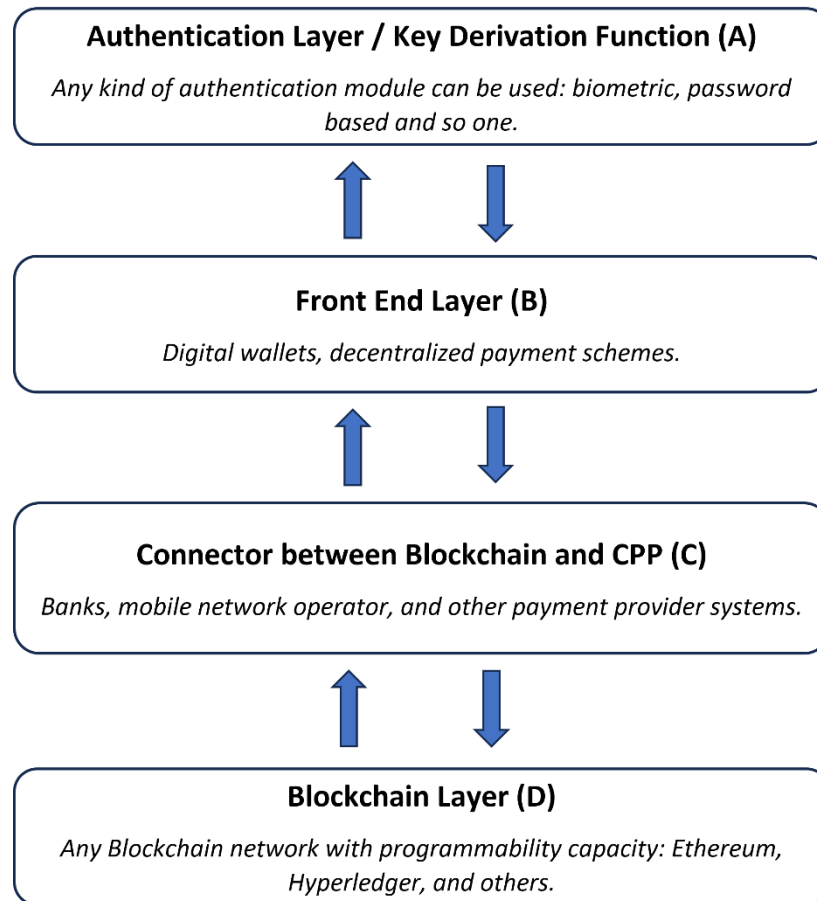 Authentication Layer / Key Derivation Function (A)
Any kind of authentication module can be used: biometric, password
based and so one.
Front End Layer (B)
Digital wallets, decentralized payment schemes.
Connector between Blockchain and CPP (C)
Banks, mobile network operator, and other payment provider systems.
Blockchain Layer (D)
Any Blockchain network with programmability capacity: Ethereum,
Hyperledger, and others.